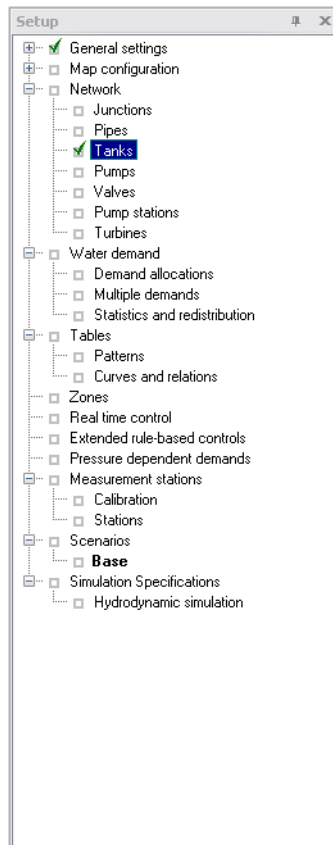 Setup
General settings
Map configuration
Network
Junctions
Pipes
Tanks
Pumps
Valves
Pump stations
Turbines
Water demand
Demand allocations
Multiple demands
Statistics and redistribution
Tables
Patterns
Curves and relations
Zones
Real time control
Extended rule-based controls
Pressure dependent demands
Measurement stations
Calibration
Stations
Scenarios
Base
Simulation Specifications
Hydrodynamic simulation